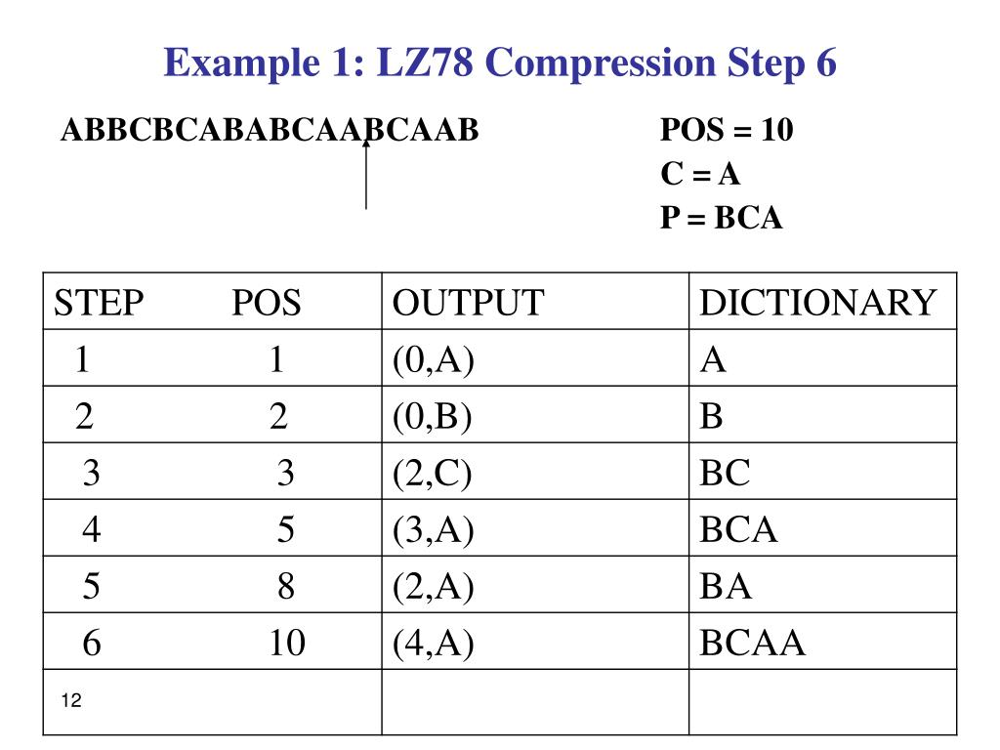 Example 1: LZ78 Compression Step 6
ABBCBCABABCAABCAAB POS = 10
C = A
P = BCA
STEP POS OUTPUT DICTIONARY
1 1 (0,A) A
2 2 (0,B) B
3 3 (2,C) BC
4 5 (3,A) BCA
5 8 (2,A) BA
6 10 (4,A) BCAA
12